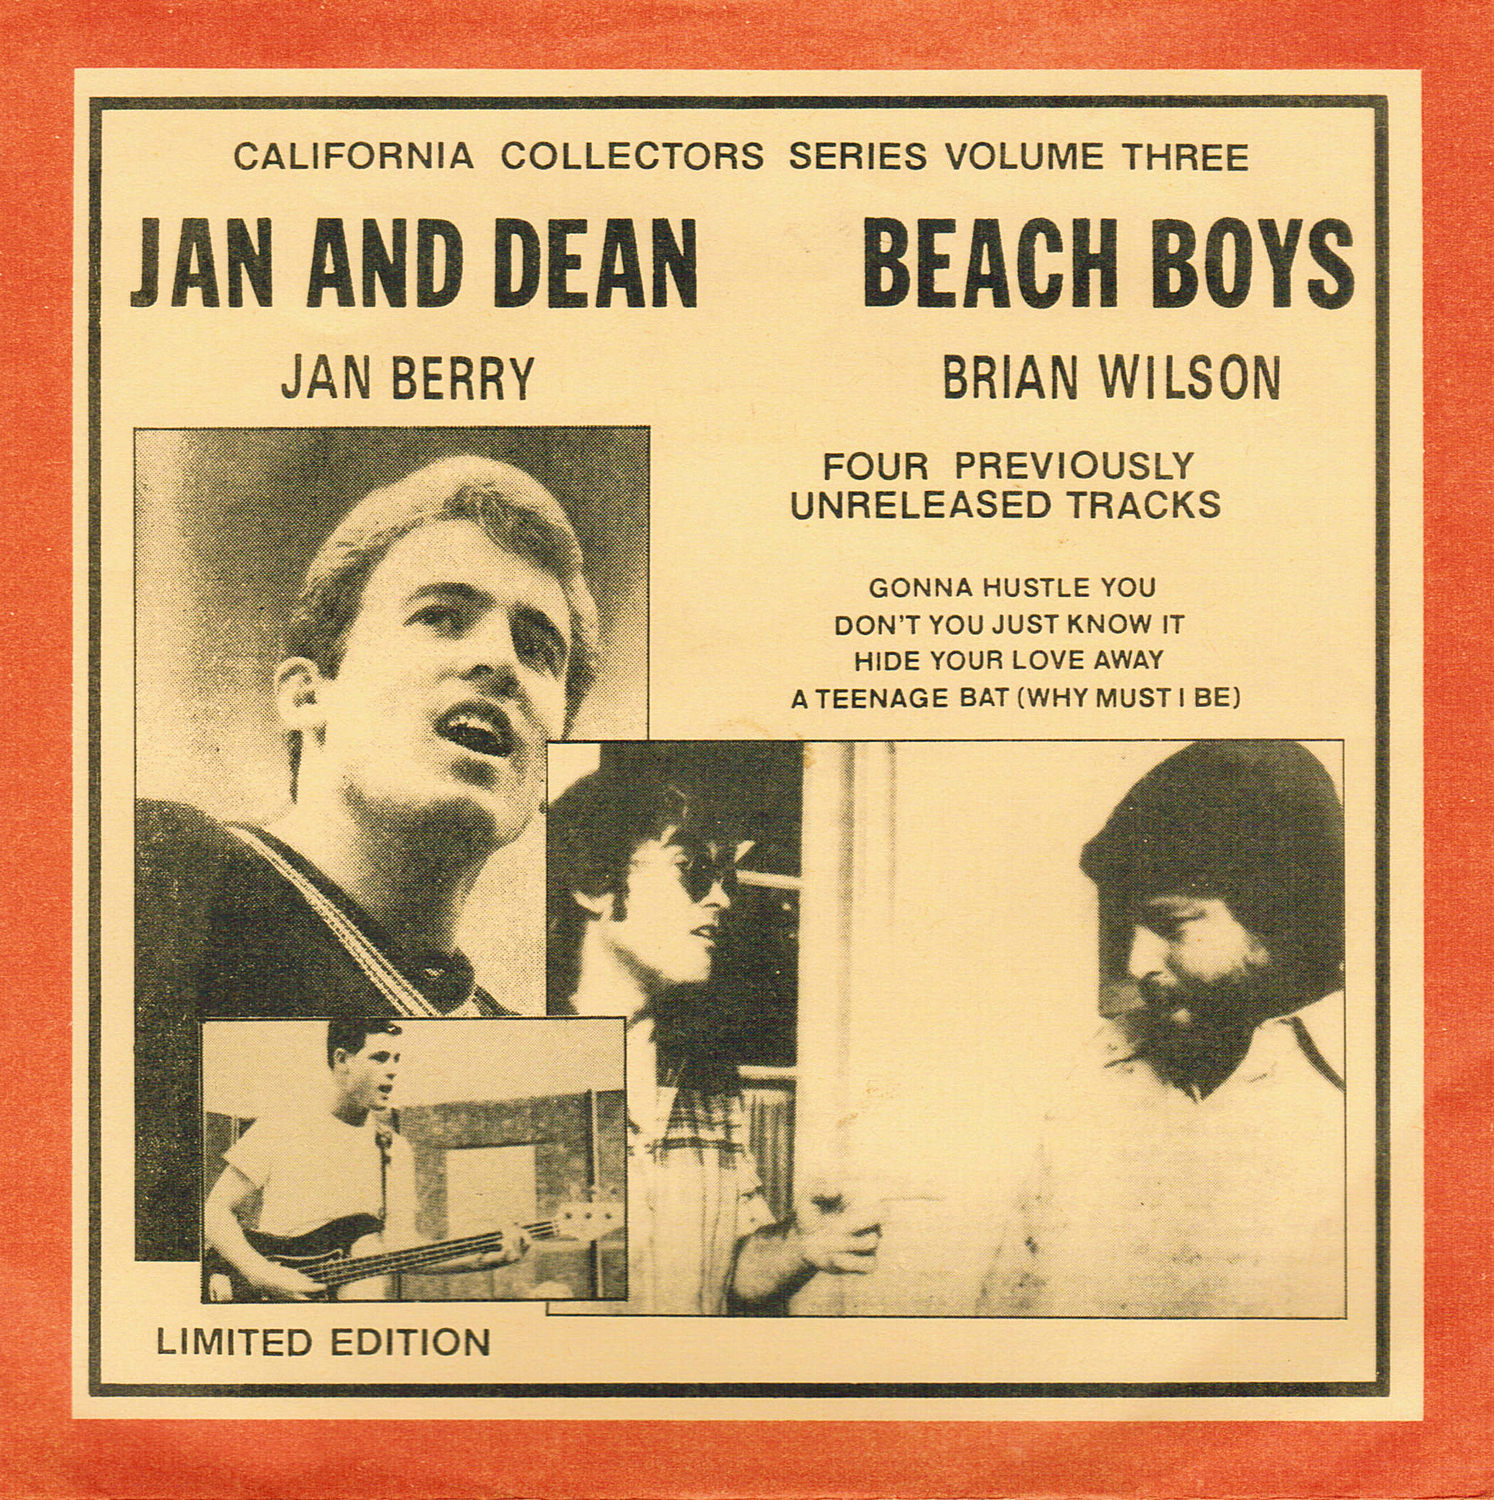 CALIFORNIA COLLECTORS SERIES VOLUME THREE
JAN AND DEAN
BEACH BOYS
JAN BERRY
BRIAN WILSON
FOUR PREVIOUSLY
UNRELEASED TRACKS
GONNA HUSTLE YOU
DON'T YOU JUST KNOW IT
HIDE YOUR LOVE AWAY
A TEENAGE BAT (WHY MUST I BE)
LIMITED EDITION